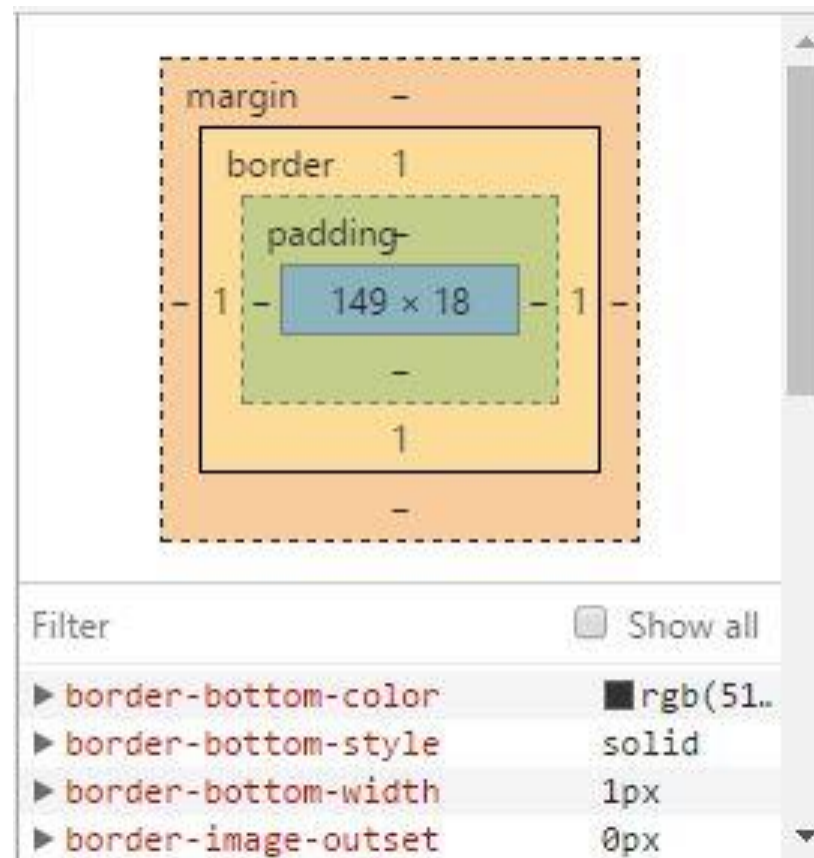 margin –
border 1
padding –
– 1 – 149 × 18 – 1 –
–
1
–
Filter Show all
border-bottom-color rgb(51…
border-bottom-style solid
border-bottom-width 1px
border-image-outset 0px